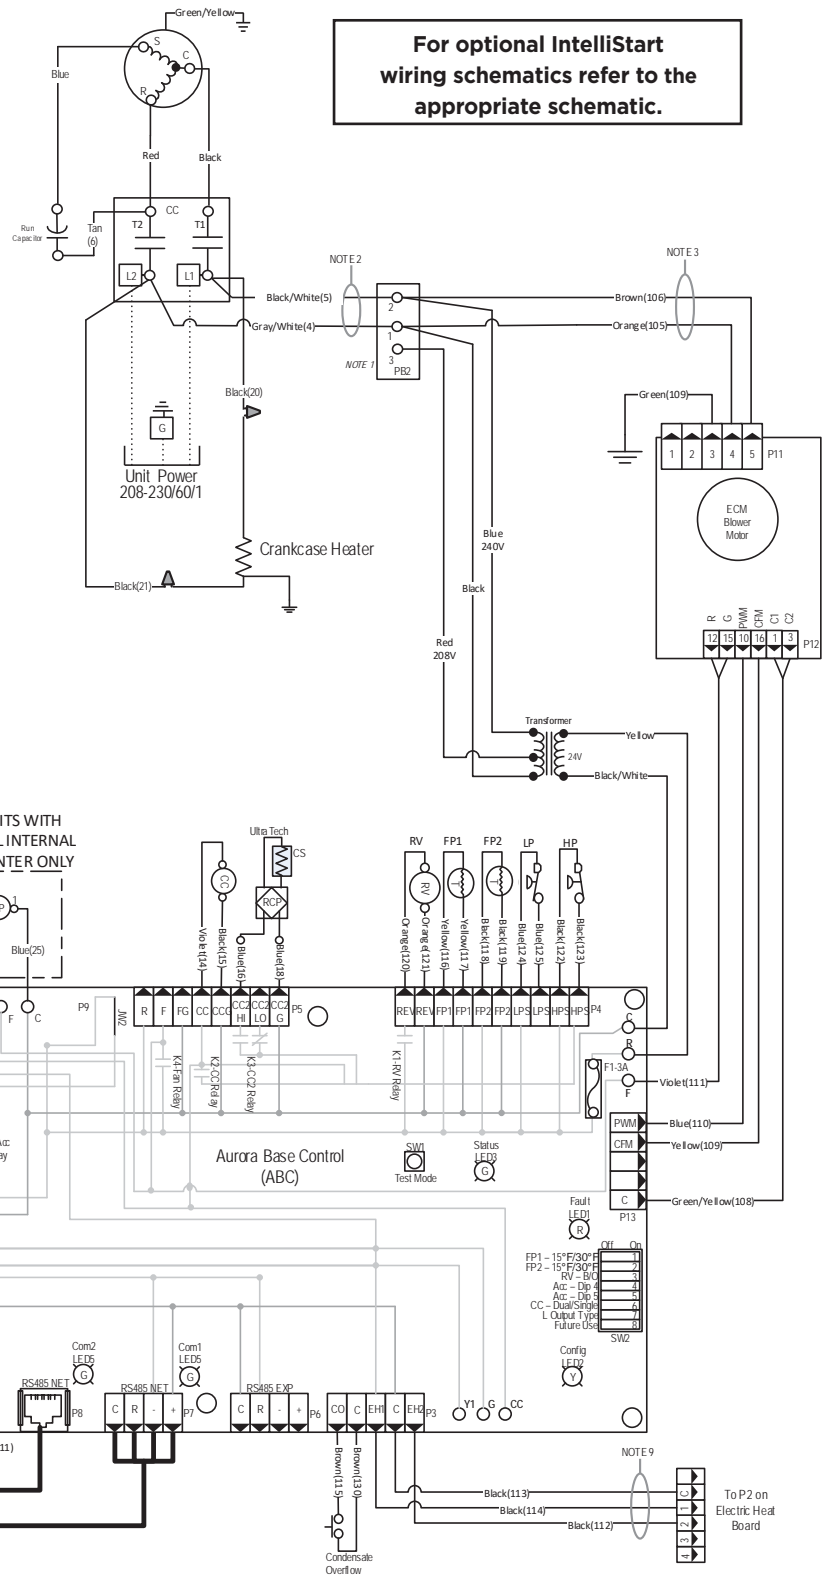 Green/Yellow
For optional IntelliStart
wiring schematics refer to the
appropriate schematic.
S
C
R
Blue
Red
Black
Run
Capacitor
Tan
(6)
CC
T2
T1
L2
L1
NOTE 2
NOTE 3
Black/White(5)
2
Brown(106)
Gray/White(4)
1
Orange(105)
NOTE 1
3
PB2
Black(20)
Green(109)
G
Unit Power
208-230/60/1
1 2 3 4 5 P11
ECM
Blower
Motor
Blue
240V
Crankcase Heater
Black(21)
Black
Red
208V
R G PWM CFM C1 C2
12 15 10 16 1 3 P12
Transformer
Yellow
24V
Black/White
ITS WITH
L INTERNAL
NTER ONLY
P 1
Blue(25)
Ultra Tech
CS
CC
RCP
Violet(14)
Black(15)
Blue(16)
Blue(18)
RV FP1 FP2 LP HP
RV
T
T
Orange(120)
Orange(121)
Yellow(116)
Yellow(117)
Black(118)
Black(119)
Blue(124)
Blue(125)
Black(122)
Black(123)
F
C
P9
JW2
R F FG CC CCG CC2 HI CC2 LO CC2 G P5
REV REV FP1 FP1 FP2 FP2 LPS LPS HPS HPS P4
C
R
F
F1-3A
Violet(111)
K4-Fan Relay
K2-CC Relay
K3-CC2 Relay
K1-RV Relay
PWM
Blue(110)
CFM
Yellow(109)
C
Green/Yellow(108)
P13
Acc
ay
Aurora Base Control
(ABC)
SW1
Test Mode
Status
LED3
G
Fault
LED1
R
Off On
FP1 – 15°F/30°F 1
FP2 – 15°F/30°F 2
RV – B/O 3
Acc – Dip 4 4
Acc – Dip 5 5
CC – Dual/Single 6
L Output Type 7
Future Use 8
SW2
Config
LED2
Y
Com2
LED5
G
Com1
LED5
G
RS485 NET
P8
RS485 NET
C R - + P7
RS485 EXP
C R - + P6
CO C EH1 C EH2 P3
Y1 G CC
11)
Brown(115)
Brown(130)
Condensate
Overflow
NOTE 9
Black(113)
Black(114)
Black(112)
C
1
2
3
4
To P2 on
Electric Heat
Board